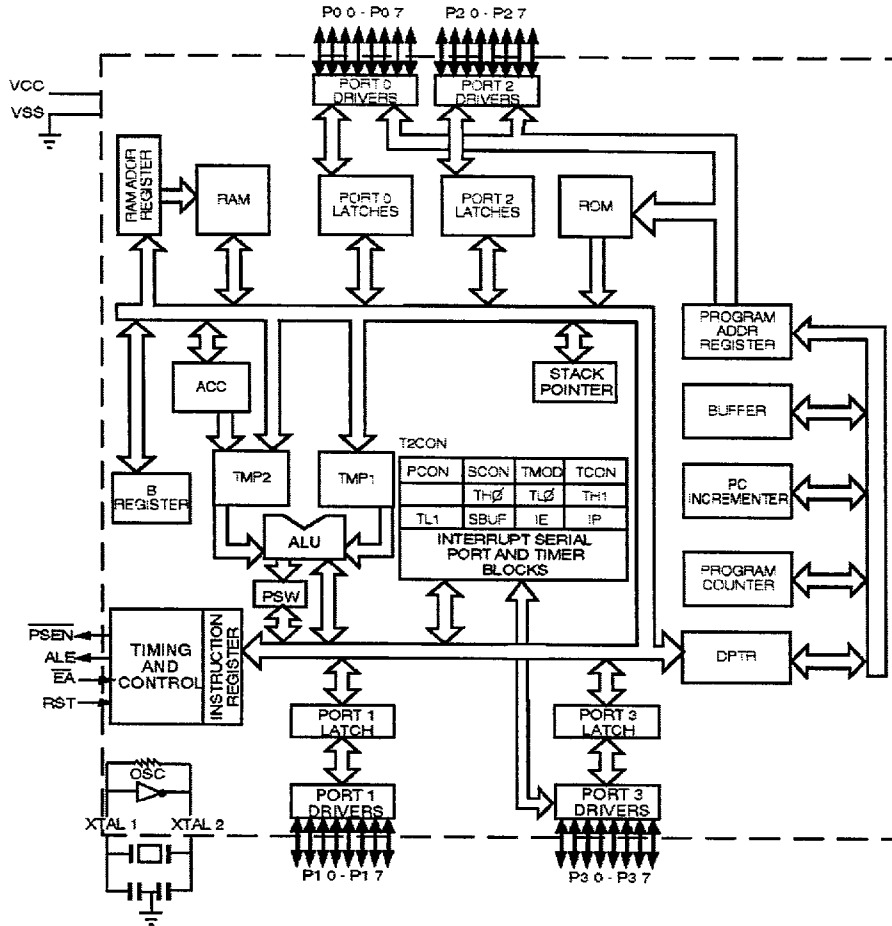 P0 0 - P0 7
P2 0 - P2 7
VCC
VSS
PORT 0
DRIVERS
PORT 2
DRIVERS
RAM ADDR
REGISTER
RAM
PORT 0
LATCHES
PORT 2
LATCHES
ROM
PROGRAM
ADDR
REGISTER
ACC
STACK
POINTER
BUFFER
T2CON
B
REGISTER
TMP2
TMP1
PCON SCON TMOD TCON
THØ TLØ TH1
TL1 SBUF IE IP
INTERRUPT SERIAL
PORT AND TIMER
BLOCKS
PC
INCREMENTER
ALU
PSW
PROGRAM
COUNTER
PSEN
ALE
EA
RST
TIMING
AND
CONTROL
INSTRUCTION
REGISTER
DPTR
PORT 1
LATCH
PORT 3
LATCH
OSC
XTAL 1
XTAL 2
PORT 1
DRIVERS
PORT 3
DRIVERS
P1 0 - P1 7
P3 0 - P3 7